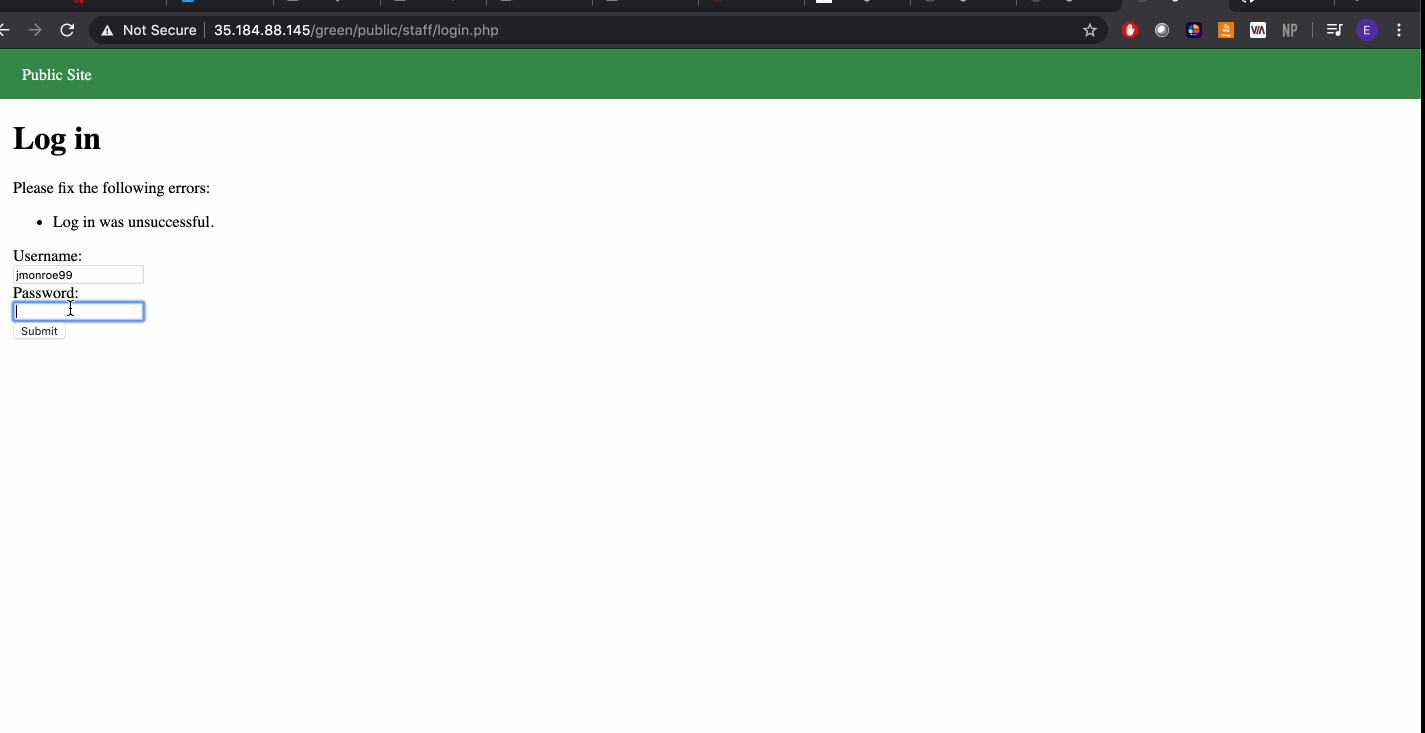 Not Secure 35.184.88.145/green/public/staff/login.php
VIA NP E
Public Site
Log in
Please fix the following errors:
• Log in was unsuccessful.
Username:
jmonroe99
Password:
Submit